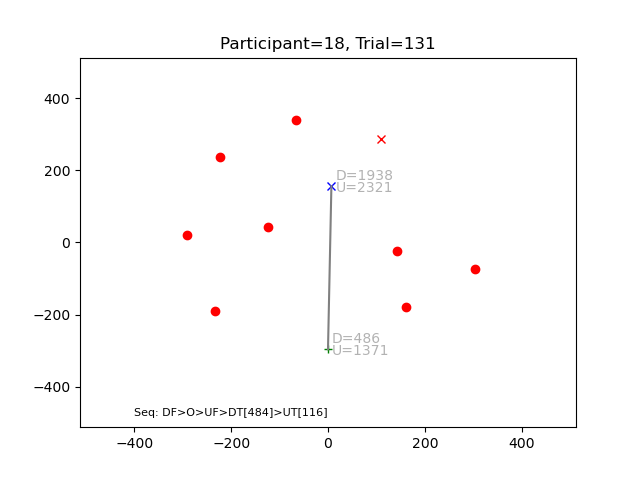 Participant=18, Trial=131
400
200
0
−200
−400
D=1938
U=2321
D=486
U=1371
Seq: DF>O>UF>DT[484]>UT[116]
−400
−200
0
200
400